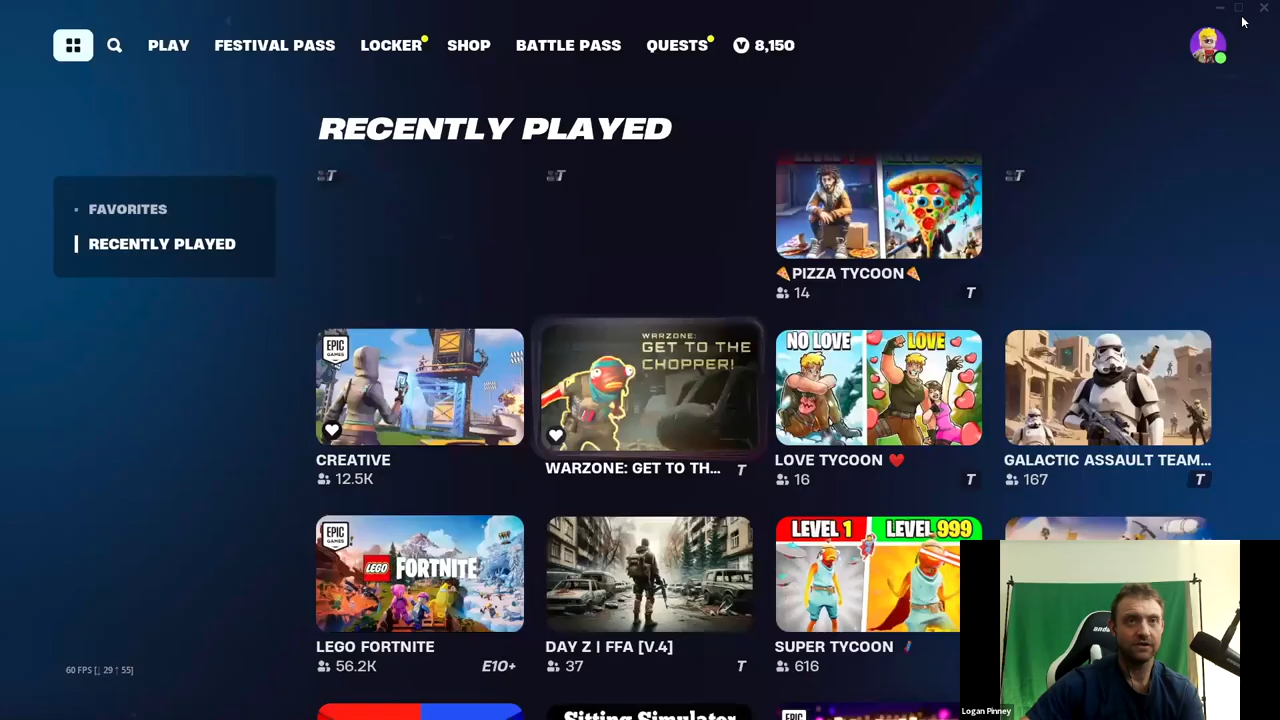 PLAY
FESTIVAL PASS
LOCKER
SHOP
BATTLE PASS
QUESTS
8,150
RECENTLY PLAYED
FAVORITES
RECENTLY PLAYED
T
T
T
🍕PIZZA TYCOON🍕
14
T
EPIC GAMES
WARZONE:
GET TO THE
CHOPPER!
NO LOVE
LOVE
CREATIVE
12.5K
WARZONE: GET TO TH...
T
LOVE TYCOON ❤️
16
T
GALACTIC ASSAULT TEAM...
167
T
EPIC GAMES
LEGO FORTNITE
LEVEL 1
LEVEL 999
LEGO FORTNITE
56.2K
E10+
DAY Z | FFA [V.4]
37
T
SUPER TYCOON
616
60 FPS [↓ 29 ↑ 55]
Sitting Simulator
EPIC
Logan Pinney